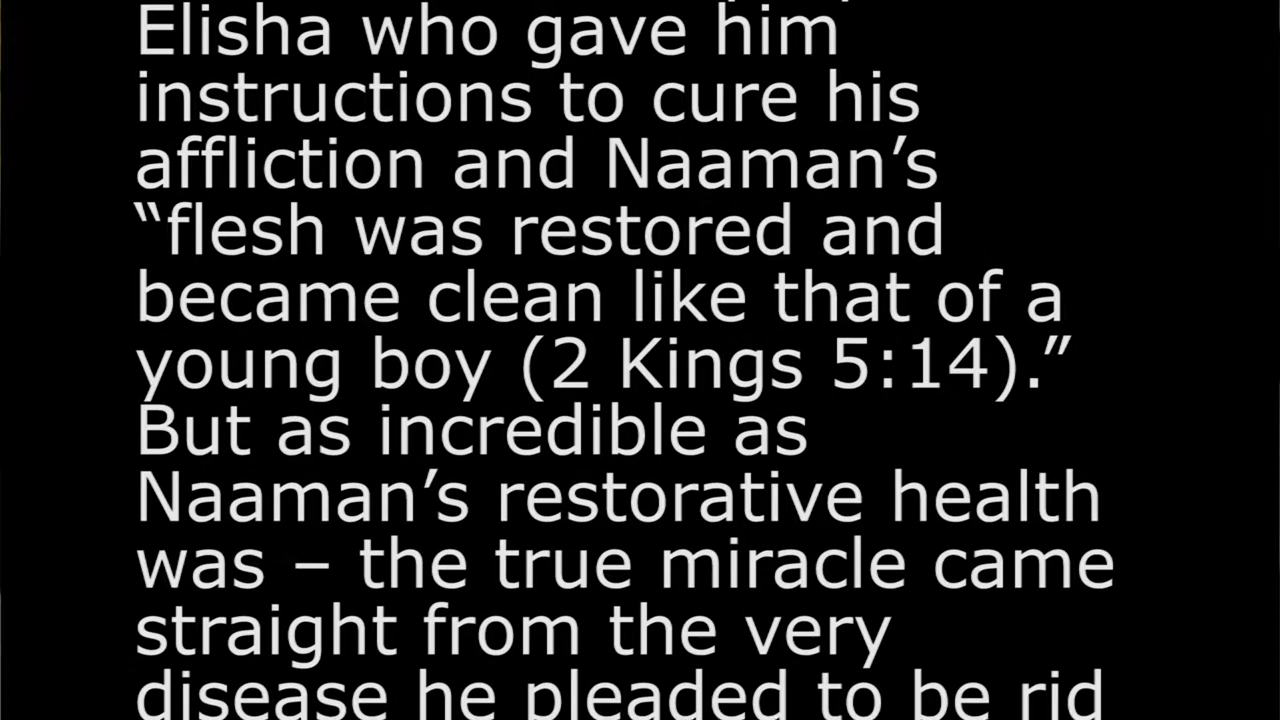 Elisha who gave him
instructions to cure his
affliction and Naaman’s
“flesh was restored and
became clean like that of a
young boy (2 Kings 5:14).”
But as incredible as
Naaman’s restorative health
was – the true miracle came
straight from the very
disease he pleaded to be rid